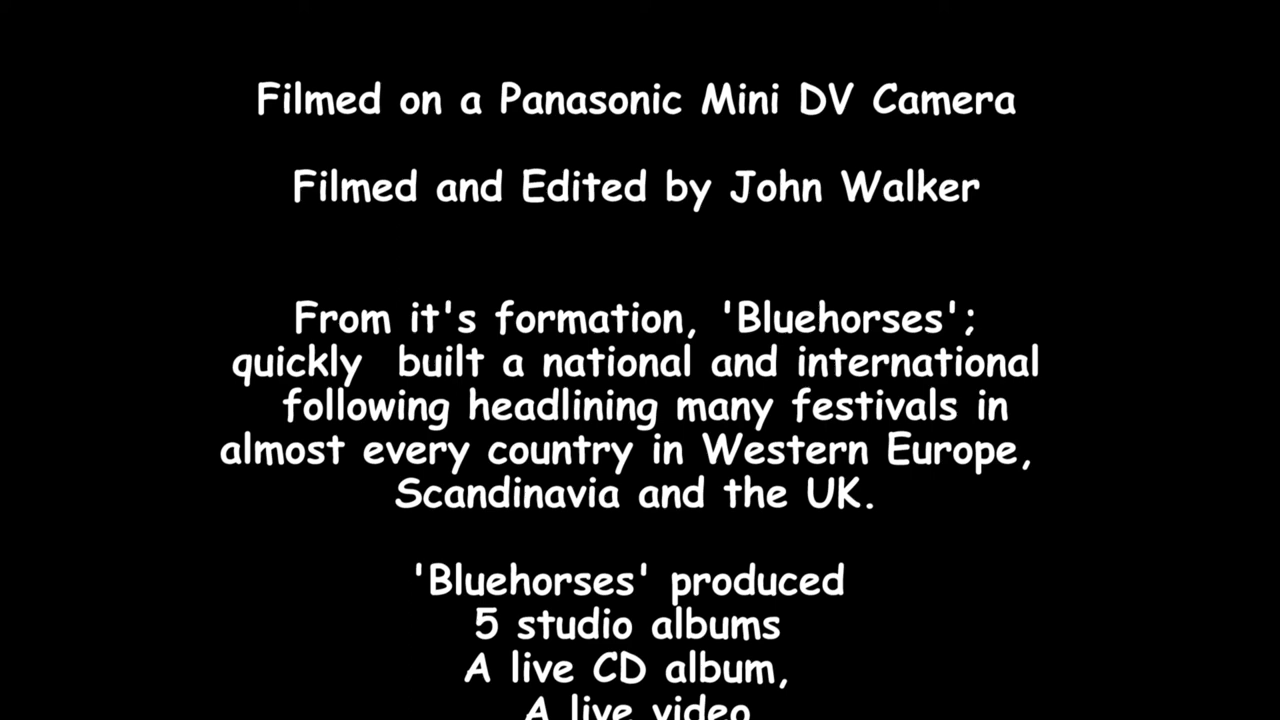 Filmed on a Panasonic Mini DV Camera
Filmed and Edited by John Walker
From it's formation, 'Bluehorses';
quickly  built a national and international
following headlining many festivals in
almost every country in Western Europe,
Scandinavia and the UK.
'Bluehorses' produced
5 studio albums
A live CD album,
A live video